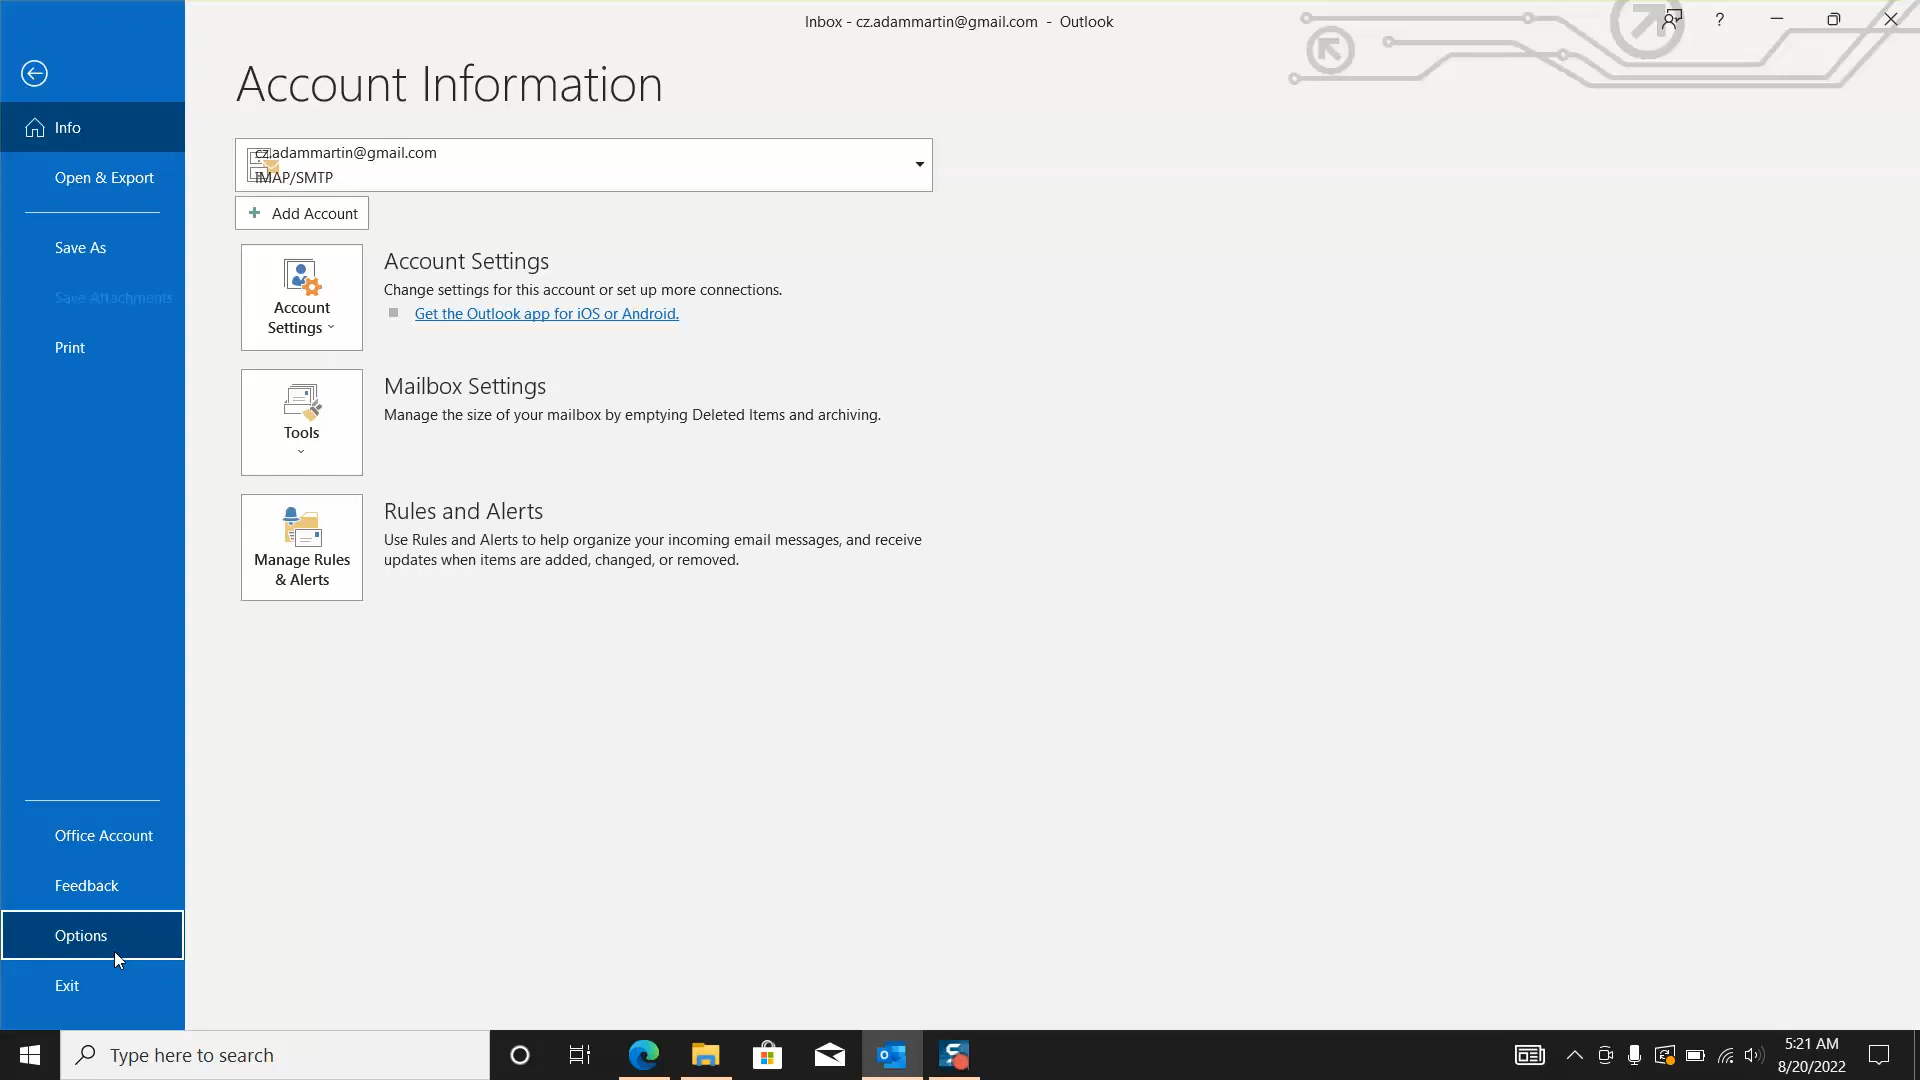 Inbox - cz.adammartin@gmail.com - Outlook
?
Account Information
Info
Open & Export
Save As
Save Attachments
Print
Office Account
Feedback
Options
Exit
cz.adammartin@gmail.com
IMAP/SMTP
+ Add Account
Account
Settings
Account Settings
Change settings for this account or set up more connections.
Get the Outlook app for iOS or Android.
Tools
Mailbox Settings
Manage the size of your mailbox by emptying Deleted Items and archiving.
Manage Rules
& Alerts
Rules and Alerts
Use Rules and Alerts to help organize your incoming email messages, and receive
updates when items are added, changed, or removed.
Type here to search
5:21 AM
8/20/2022